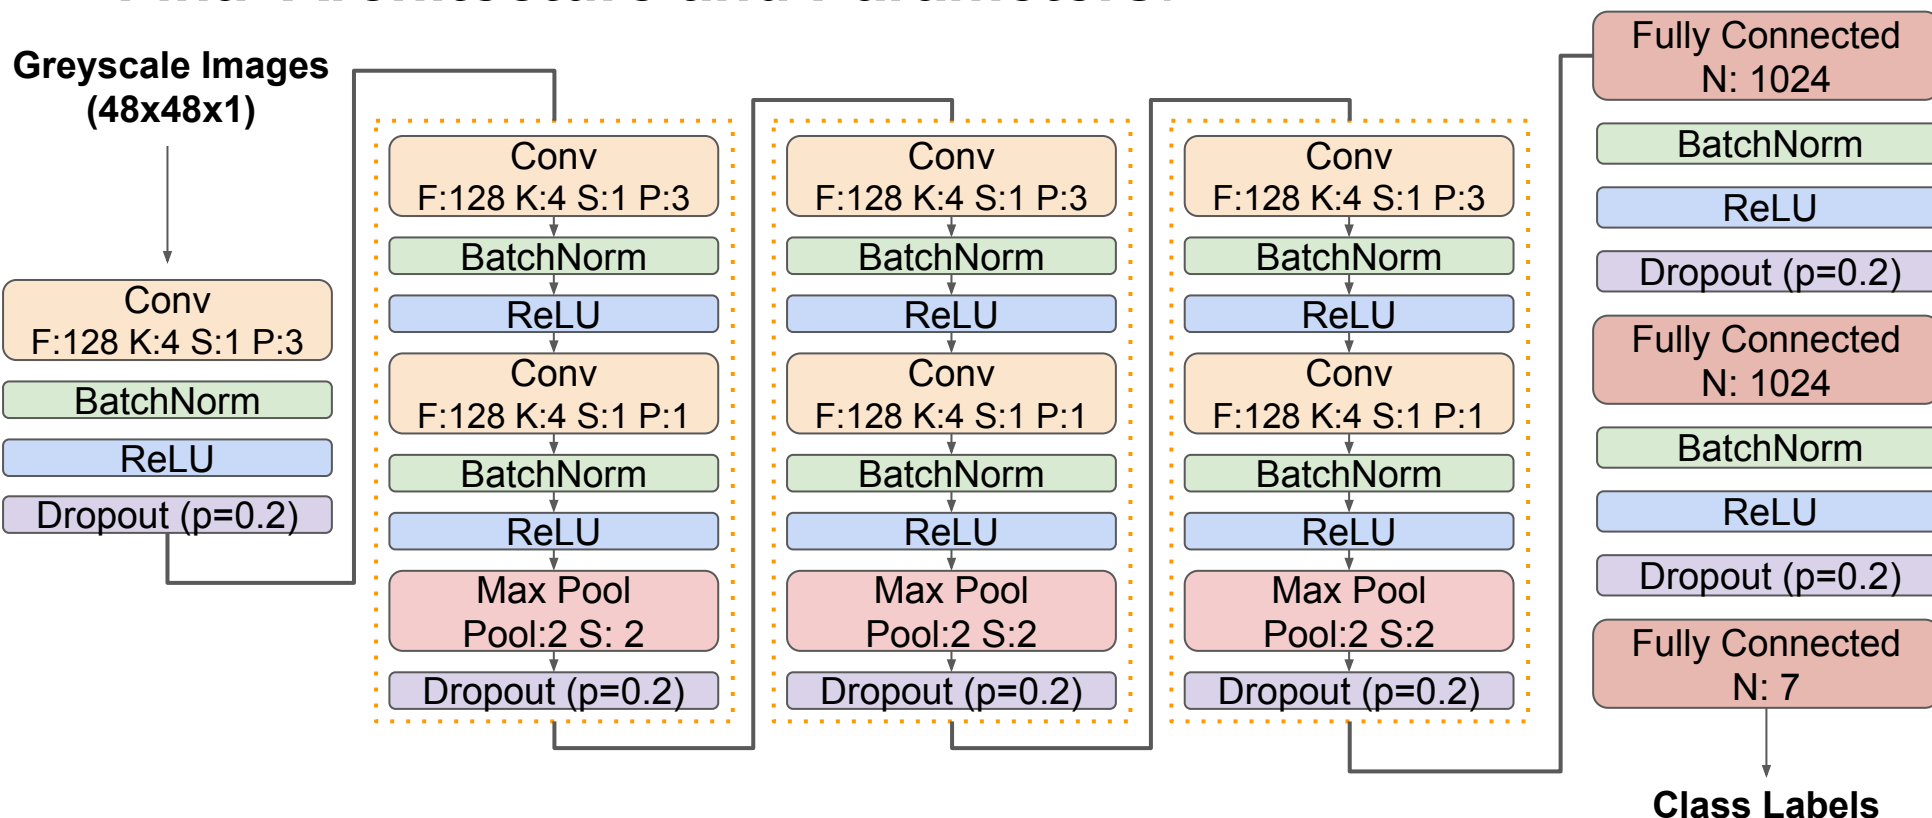 Greyscale Images
(48x48x1)
Conv
F:128 K:4 S:1 P:3
BatchNorm
ReLU
Dropout (p=0.2)
Conv
F:128 K:4 S:1 P:3
BatchNorm
ReLU
Conv
F:128 K:4 S:1 P:1
BatchNorm
ReLU
Max Pool
Pool:2 S: 2
Dropout (p=0.2)
Conv
F:128 K:4 S:1 P:3
BatchNorm
ReLU
Conv
F:128 K:4 S:1 P:1
BatchNorm
ReLU
Max Pool
Pool:2 S:2
Dropout (p=0.2)
Conv
F:128 K:4 S:1 P:3
BatchNorm
ReLU
Conv
F:128 K:4 S:1 P:1
BatchNorm
ReLU
Max Pool
Pool:2 S:2
Dropout (p=0.2)
Fully Connected
N: 1024
BatchNorm
ReLU
Dropout (p=0.2)
Fully Connected
N: 1024
BatchNorm
ReLU
Dropout (p=0.2)
Fully Connected
N: 7
Class Labels